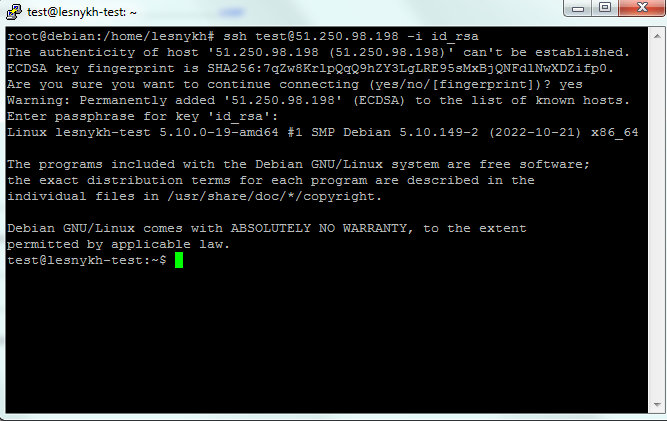 test@lesnykh-test: ~
root@debian:/home/lesnykh# ssh test@51.250.98.198 -i id_rsa
The authenticity of host '51.250.98.198 (51.250.98.198)' can't be established.
ECDSA key fingerprint is SHA256:7qZw8KrlpQqQ9hZY3LgLRE95sMxBjQNFdlNwXDZifp0.
Are you sure you want to continue connecting (yes/no/[fingerprint])? yes
Warning: Permanently added '51.250.98.198' (ECDSA) to the list of known hosts.
Enter passphrase for key 'id_rsa':
Linux lesnykh-test 5.10.0-19-amd64 #1 SMP Debian 5.10.149-2 (2022-10-21) x86_64
The programs included with the Debian GNU/Linux system are free software;
the exact distribution terms for each program are described in the
individual files in /usr/share/doc/*/copyright.
Debian GNU/Linux comes with ABSOLUTELY NO WARRANTY, to the extent
permitted by applicable law.
test@lesnykh-test:~$